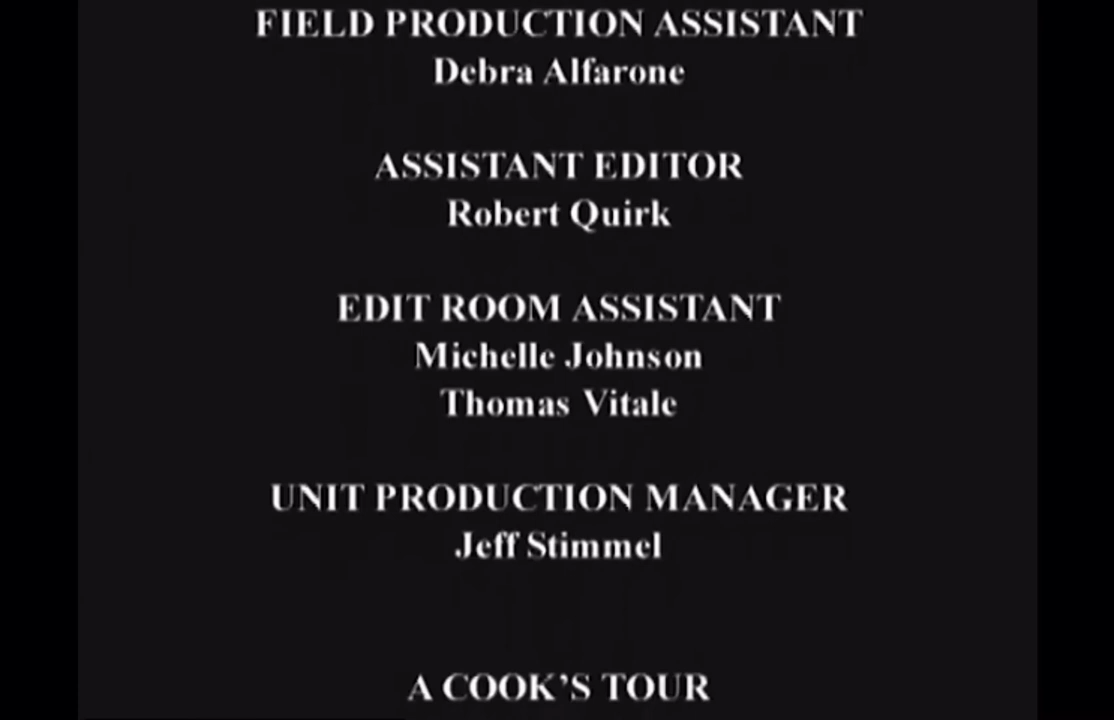 FIELD PRODUCTION ASSISTANT
Debra Alfarone
ASSISTANT EDITOR
Robert Quirk
EDIT ROOM ASSISTANT
Michelle Johnson
Thomas Vitale
UNIT PRODUCTION MANAGER
Jeff Stimmel
A COOK'S TOUR